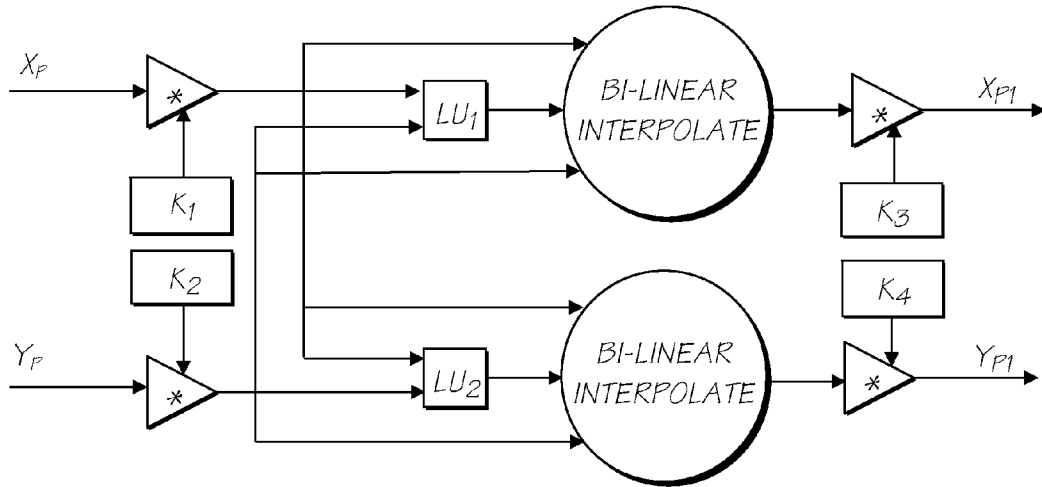 X_P
*
K_1
K_2
Y_P
*
LU_1
LU_2
BI-LINEAR
INTERPOLATE
BI-LINEAR
INTERPOLATE
*
X_P1
K_3
K_4
*
Y_P1